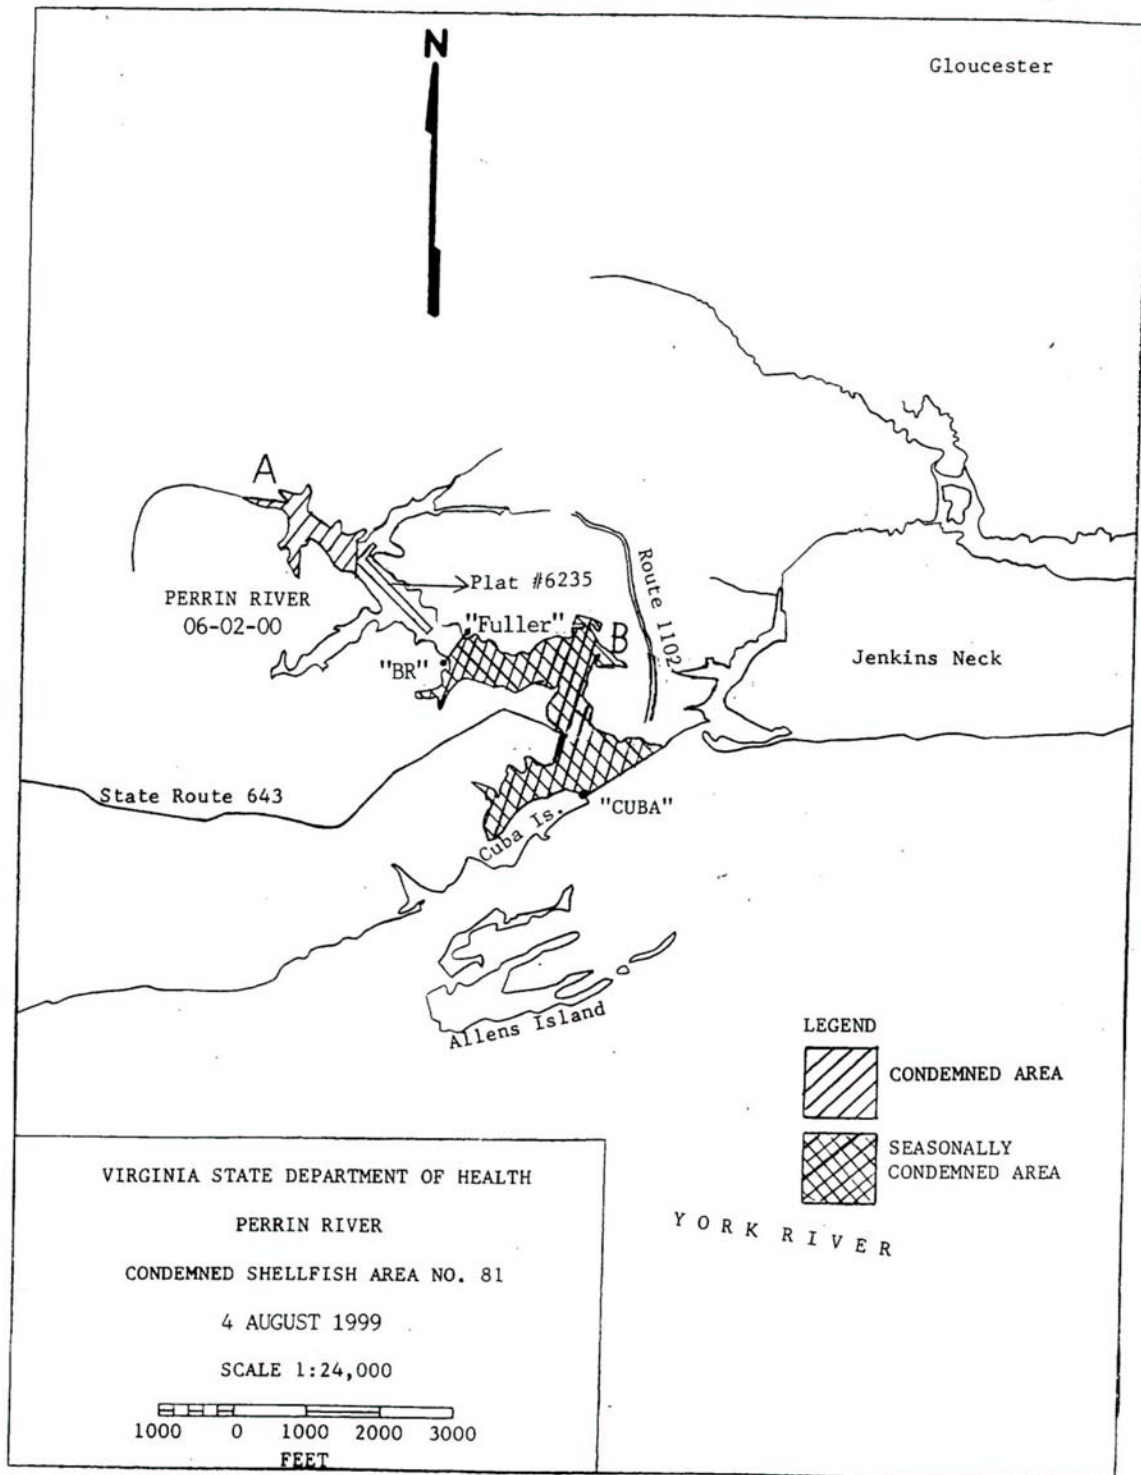 N
Gloucester
A
Plat #6235
PERRIN RIVER
06-02-00
"Fuller"
B
Route 1102
"BR"
Jenkins Neck
State Route 643
"CUBA"
Cuba Is.
Allens Island
LEGEND
CONDEMNED AREA
SEASONALLY
CONDEMNED AREA
YORK RIVER
VIRGINIA STATE DEPARTMENT OF HEALTH
PERRIN RIVER
CONDEMNED SHELLFISH AREA NO. 81
4 AUGUST 1999
SCALE 1:24,000
1000 0 1000 2000 3000
FEET